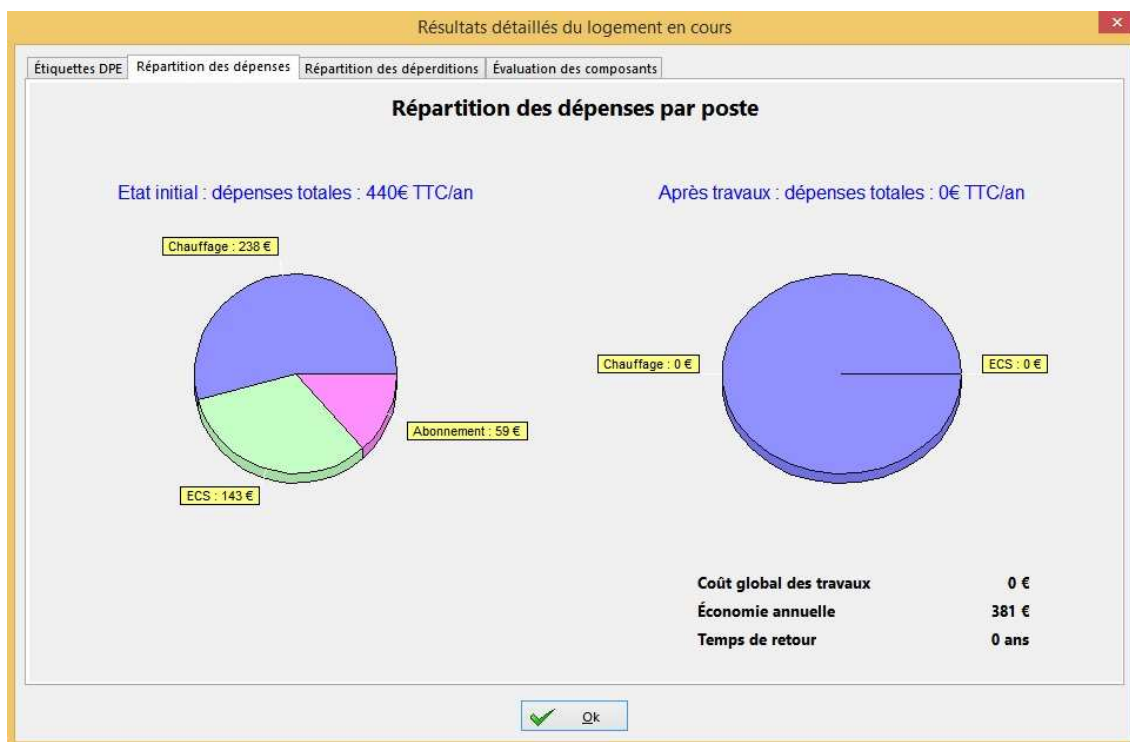 Résultats détaillés du logement en cours
Étiquettes DPE
Répartition des dépenses
Répartition des déperditions
Évaluation des composants
Répartition des dépenses par poste
Etat initial : dépenses totales : 440€ TTC/an
Après travaux : dépenses totales : 0€ TTC/an
Chauffage : 238 €
Abonnement : 59 €
ECS : 143 €
Chauffage : 0 €
ECS : 0 €
Coût global des travaux 0 €
Économie annuelle 381 €
Temps de retour 0 ans
Ok